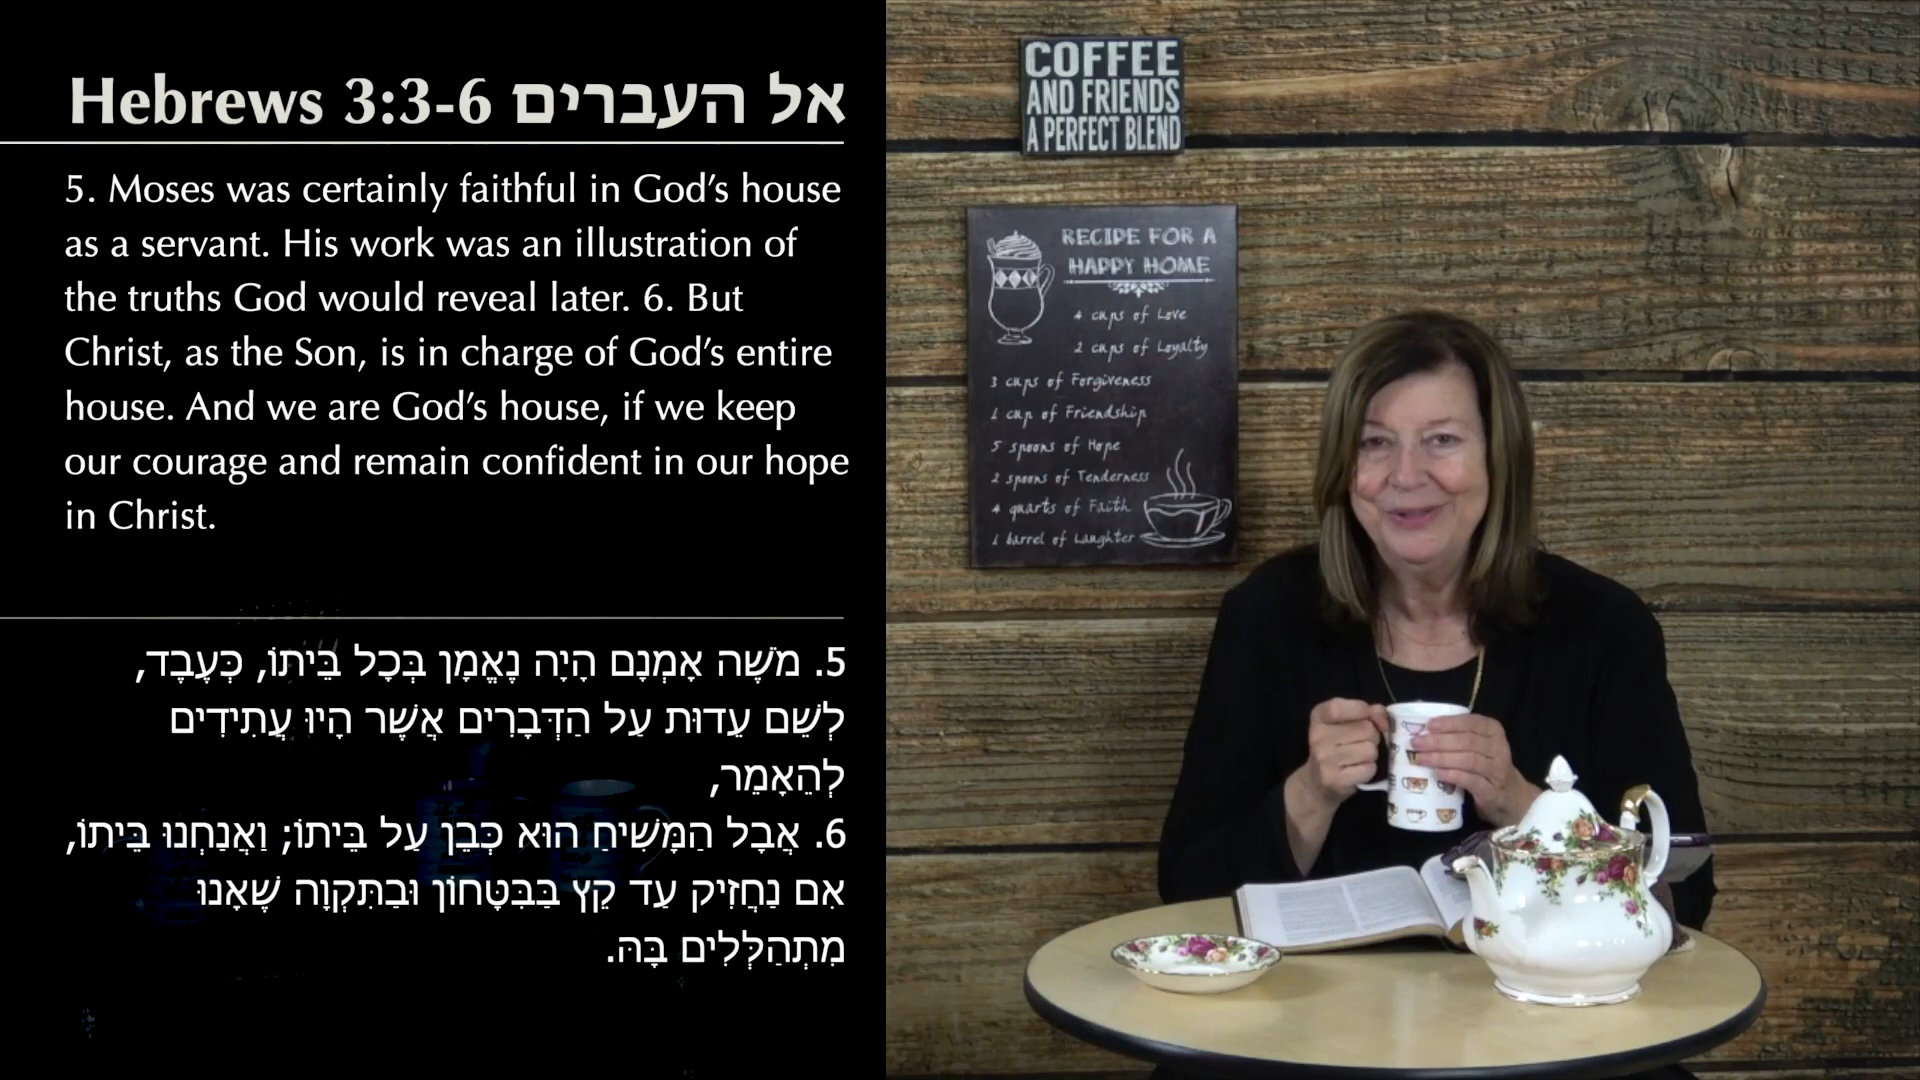 Hebrews 3:3-6 אל העברים
5. Moses was certainly faithful in God’s house
as a servant. His work was an illustration of
the truths God would reveal later. 6. But
Christ, as the Son, is in charge of God’s entire
house. And we are God’s house, if we keep
our courage and remain confident in our hope
in Christ.
5. מֹשֶׁה אָמְנָם הָיָה נֶאֱמָן בְּכָל בֵּיתוֹ, כְּעֶבֶד,
לְשֵׁם עֵדוּת עַל הַדְּבָרִים אֲשֶׁר הָיוּ עֲתִידִים
לְהֵאָמֵר,
6. אֲבָל הַמָּשִׁיחַ הוּא כְּבֵן עַל בֵּיתוֹ; וַאֲנַחְנוּ בֵּיתוֹ,
אִם נַחֲזִיק עַד קֵץ בַּבִּטָּחוֹן וּבַתִּקְוָה שֶׁאָנוּ
מִתְהַלְּלִים בָּהּ.
COFFEE
AND FRIENDS
A PERFECT BLEND
RECIPE FOR A
HAPPY HOME
4 cups of Love
2 cups of Loyalty
3 cups of Forgiveness
1 cup of Friendship
5 spoons of Hope
2 spoons of Tenderness
4 quarts of Faith
1 barrel of Laughter